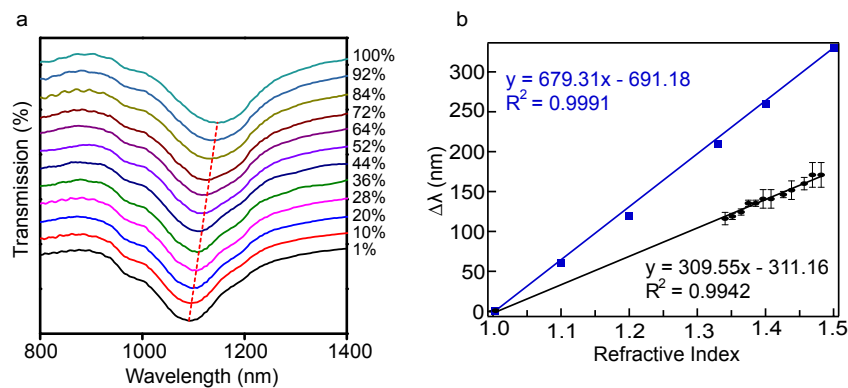 a
100%
92%
84%
72%
64%
52%
44%
36%
28%
20%
10%
1%
Transmission (%)
800 1000 1200 1400
Wavelength (nm)
b
y = 679.31x - 691.18
R² = 0.9991
y = 309.55x - 311.16
R² = 0.9942
300
250
200
150
100
50
0
Δλ (nm)
1.0 1.1 1.2 1.3 1.4 1.5
Refractive Index